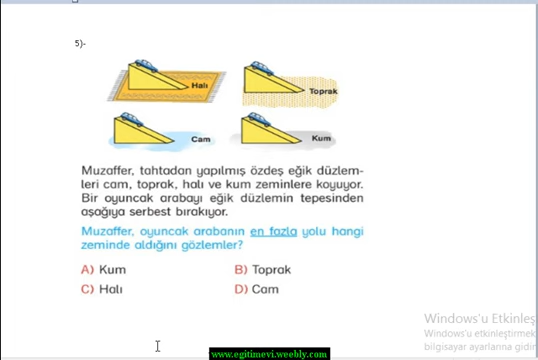 5)-
Halı
Toprak
Cam
Kum
Muzaffer, tahtadan yapılmış özdeş eğik düzlem-
leri cam, toprak, halı ve kum zeminlere koyuyor.
Bir oyuncak arabayı eğik düzlemin tepesinden
aşağıya serbest bırakıyor.
Muzaffer, oyuncak arabanın en fazla yolu hangi
zeminde aldığını gözlemler?
A) Kum
B) Toprak
C) Halı
D) Cam
Windows'u Etkinleş
Windows'u etkinleştirmek
bilgisayar ayarlarına gidin
www.egitimevi.weebly.com